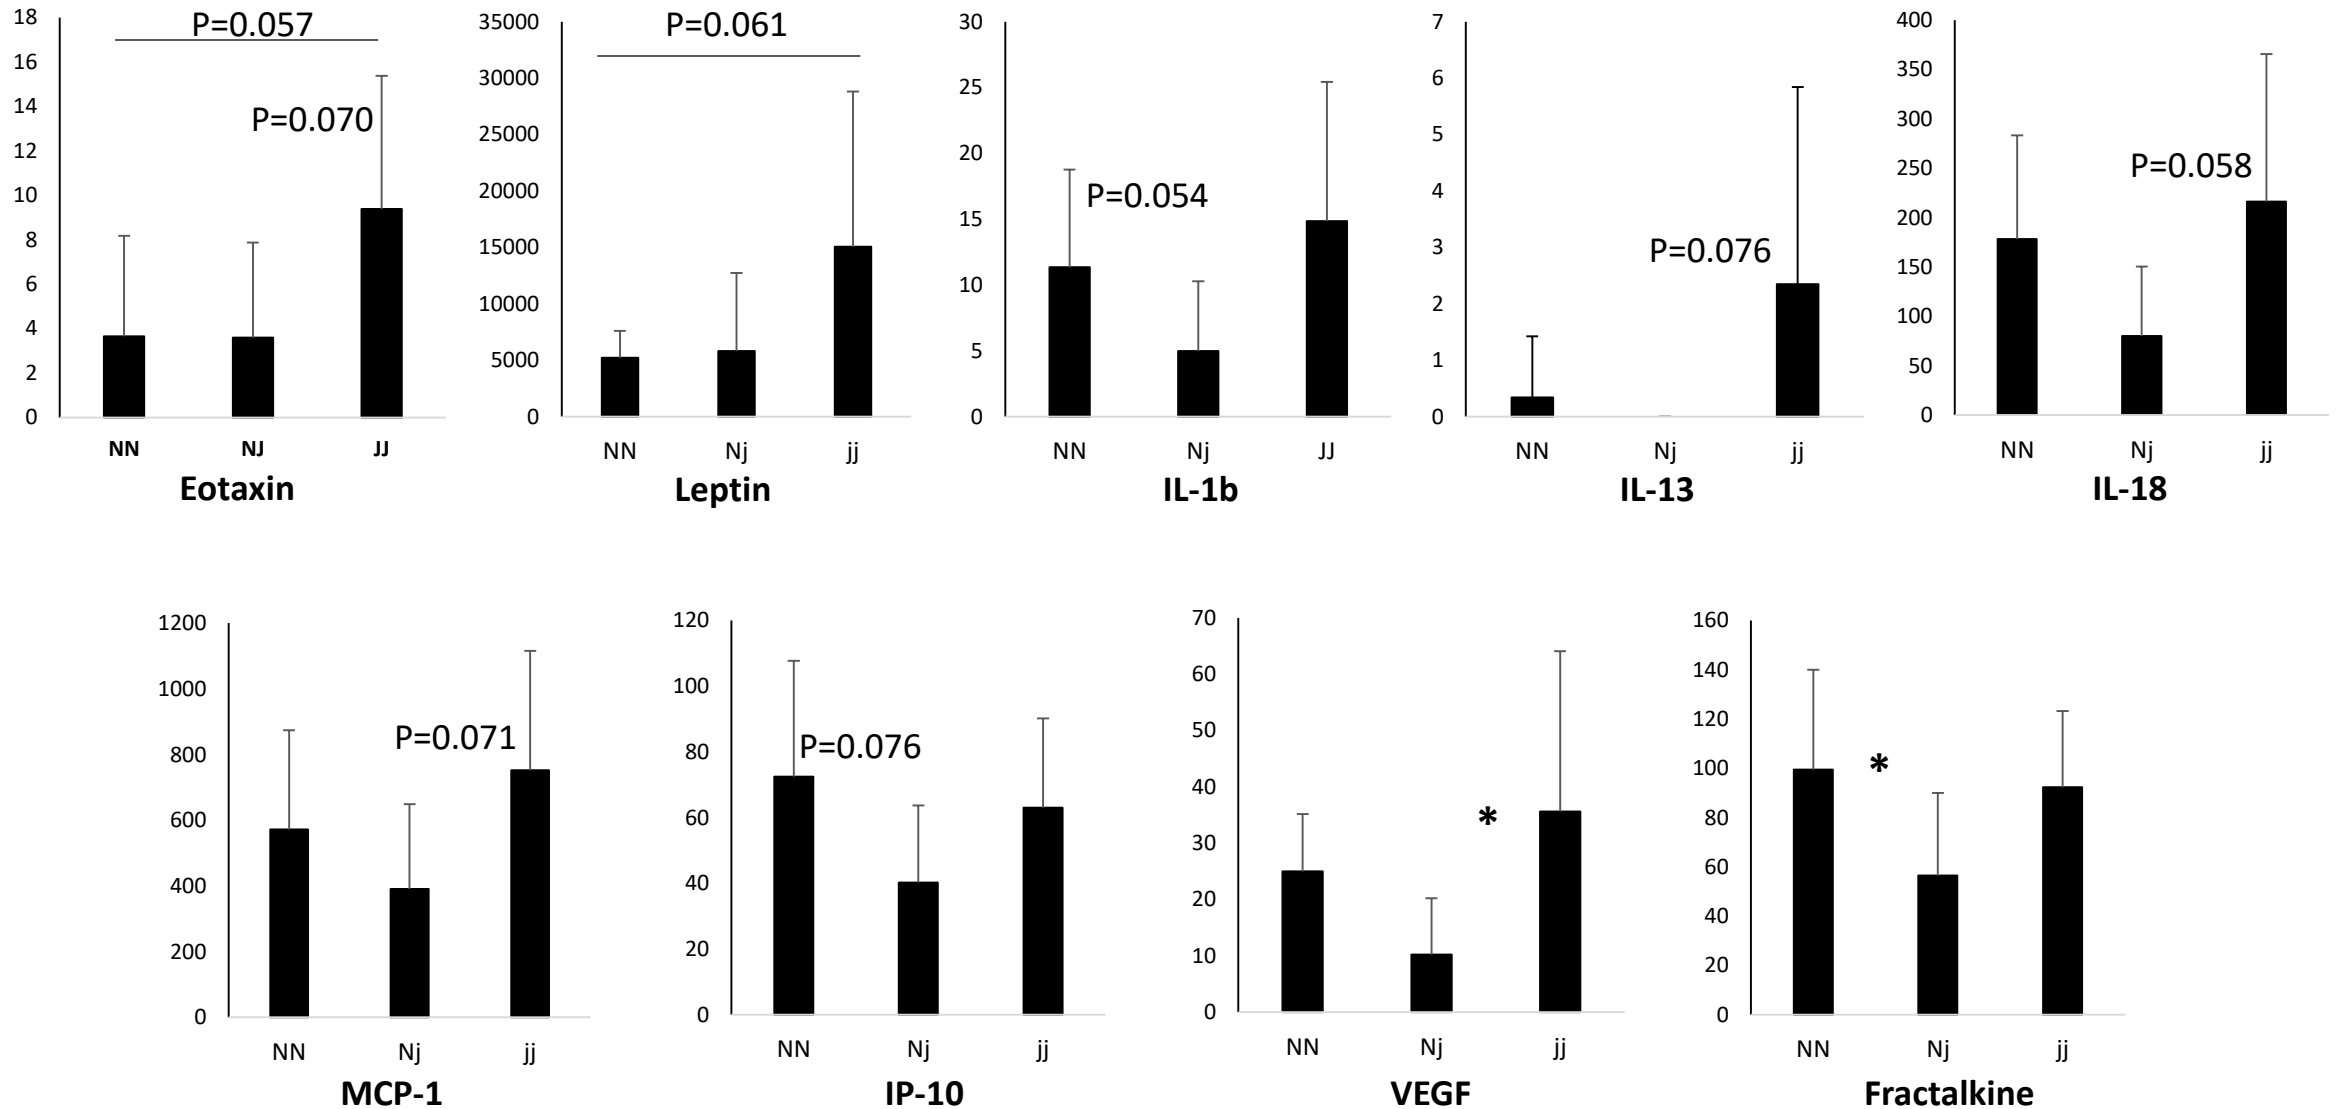 P=0.057
P=0.070
18
16
14
12
10
8
6
4
2
0
NN NJ JJ
Eotaxin
P=0.061
35000
30000
25000
20000
15000
10000
5000
0
NN Nj jj
Leptin
P=0.054
30
25
20
15
10
5
0
NN Nj JJ
IL-1b
P=0.076
7
6
5
4
3
2
1
0
NN Nj jj
IL-13
P=0.058
400
350
300
250
200
150
100
50
0
NN Nj jj
IL-18
P=0.071
1200
1000
800
600
400
200
0
NN Nj jj
MCP-1
P=0.076
120
100
80
60
40
20
0
NN Nj jj
IP-10
*
70
60
50
40
30
20
10
0
NN Nj jj
VEGF
*
160
140
120
100
80
60
40
20
0
NN Nj jj
Fractalkine